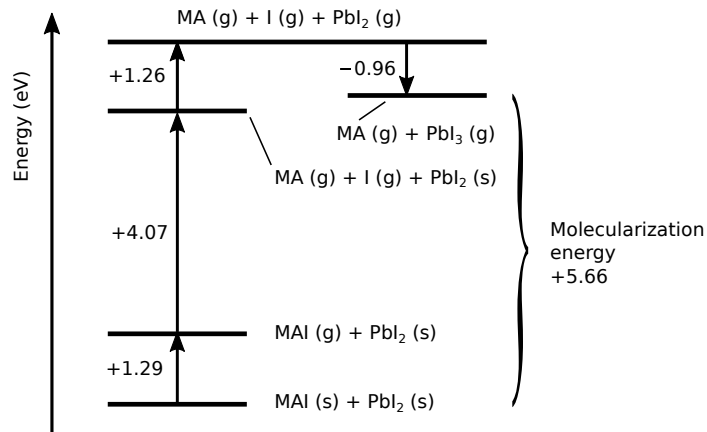 MA (g) + I (g) + PbI₂ (g)
Energy (eV)
+1.26
−0.96
MA (g) + PbI₃ (g)
MA (g) + I (g) + PbI₂ (s)
+4.07
Molecularization
energy
+5.66
MAI (g) + PbI₂ (s)
+1.29
MAI (s) + PbI₂ (s)